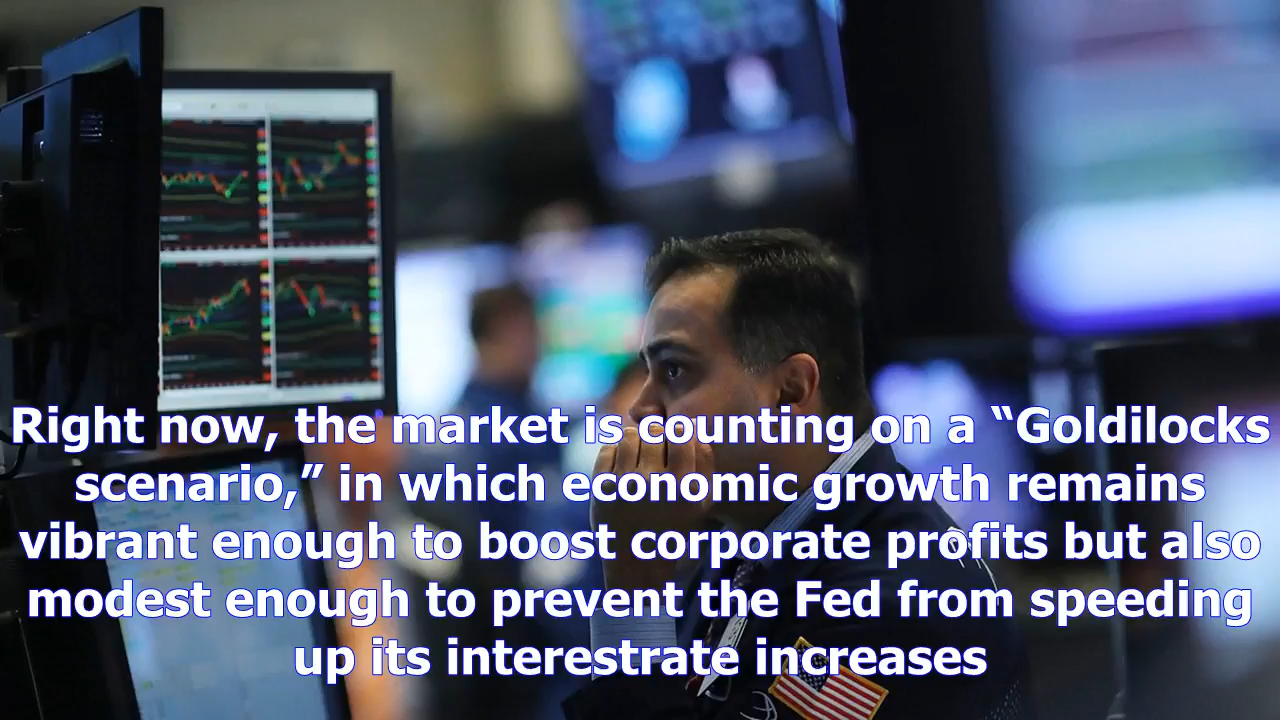 Right now, the market is counting on a “Goldilocks
scenario,” in which economic growth remains
vibrant enough to boost corporate profits but also
modest enough to prevent the Fed from speeding
up its interestrate increases